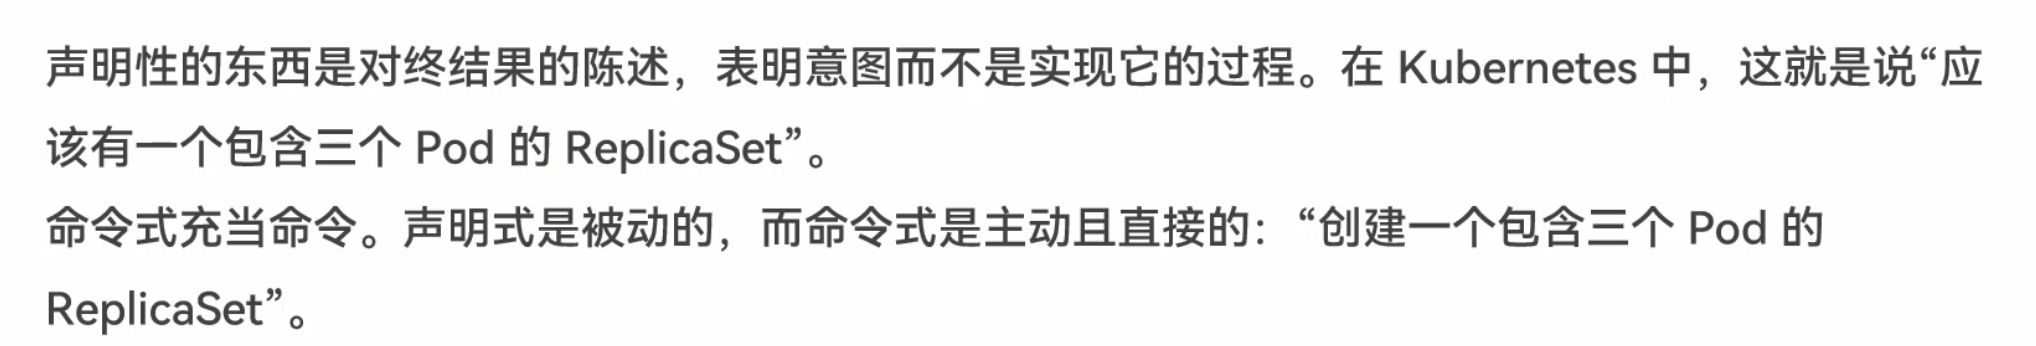 声明性的东西是对终结果的陈述，表明意图而不是实现它的过程。在 Kubernetes 中，这就是说“应
该有一个包含三个 Pod 的 ReplicaSet”。
命令式充当命令。声明式是被动的，而命令式是主动且直接的：“创建一个包含三个 Pod 的
ReplicaSet”。